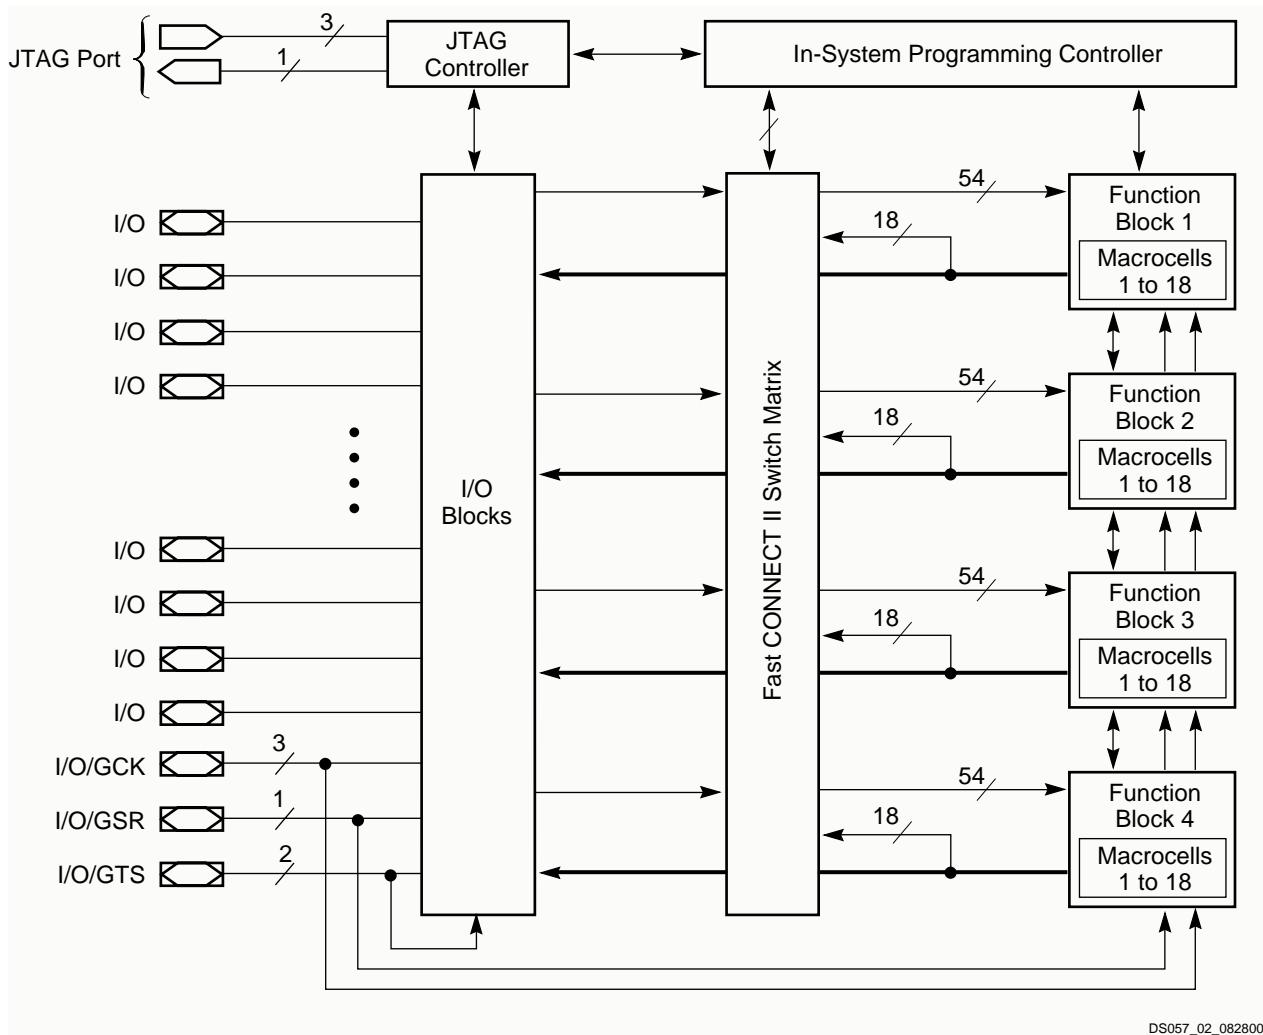 JTAG Port
3
1
JTAG
Controller
In-System Programming Controller
I/O
I/O
I/O
I/O
I/O
I/O
I/O
I/O
I/O/GCK
3
I/O/GSR
1
I/O/GTS
2
I/O
Blocks
Fast CONNECT II Switch Matrix
54
18
Function
Block 1
Macrocells
1 to 18
54
18
Function
Block 2
Macrocells
1 to 18
54
18
Function
Block 3
Macrocells
1 to 18
54
18
Function
Block 4
Macrocells
1 to 18
DS057_02_082800